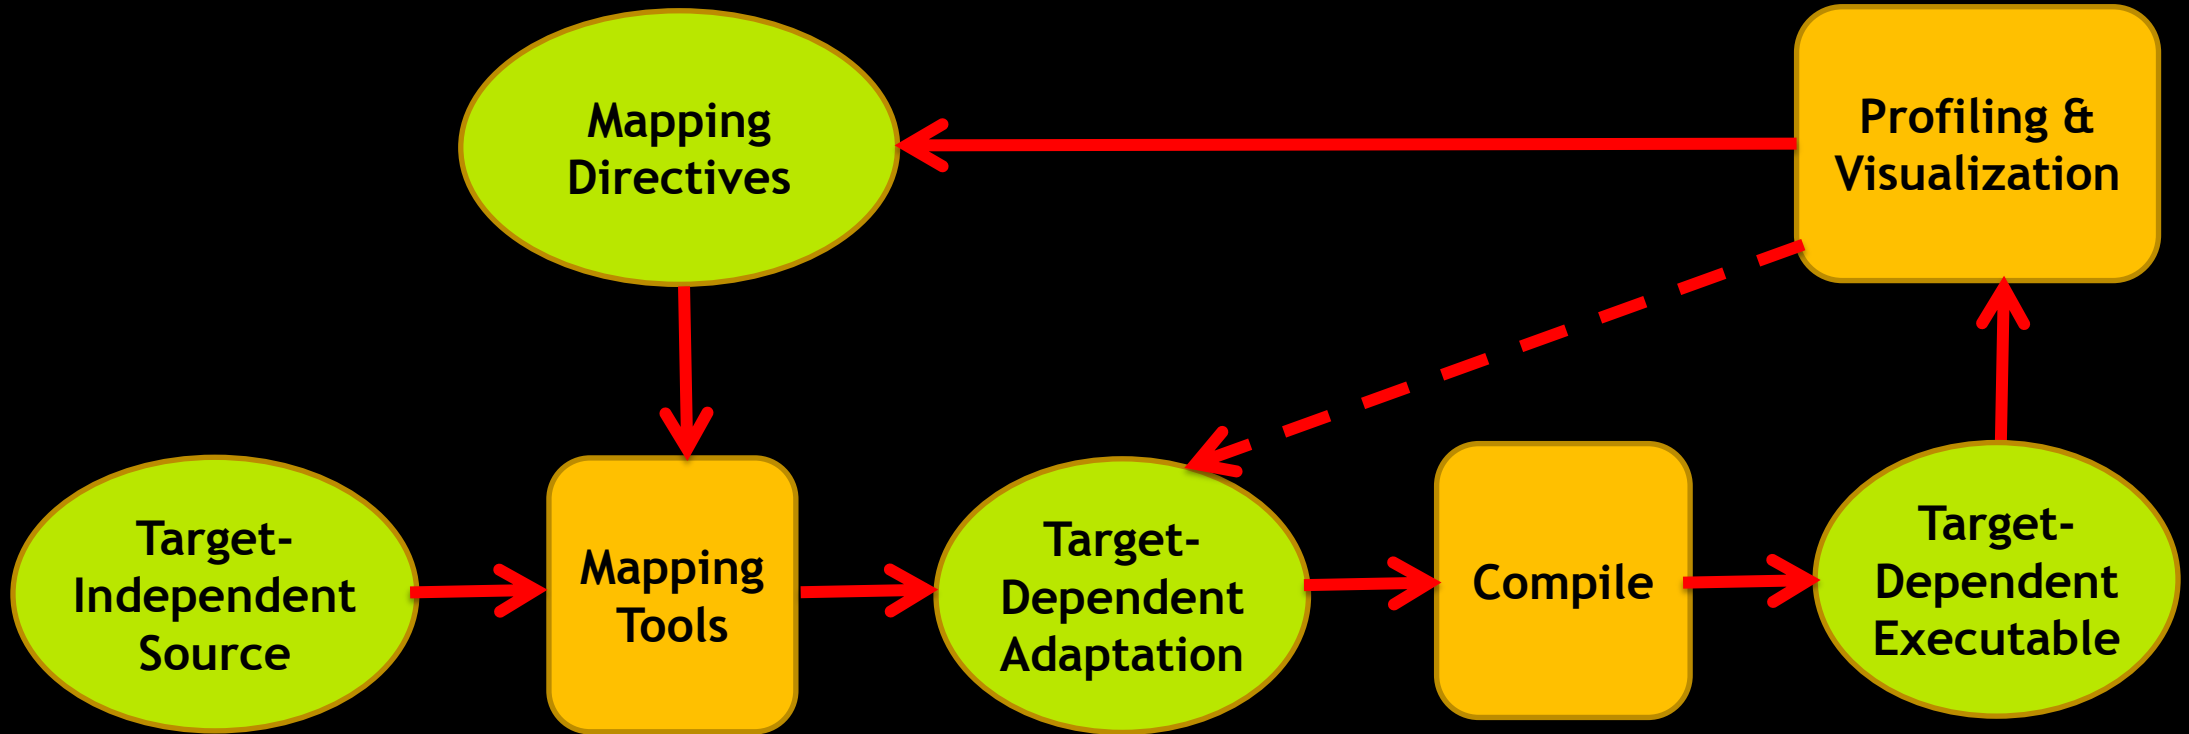 Mapping
Directives
Profiling &
Visualization
Target-
Independent
Source
Mapping
Tools
Target-
Dependent
Adaptation
Compile
Target-
Dependent
Executable